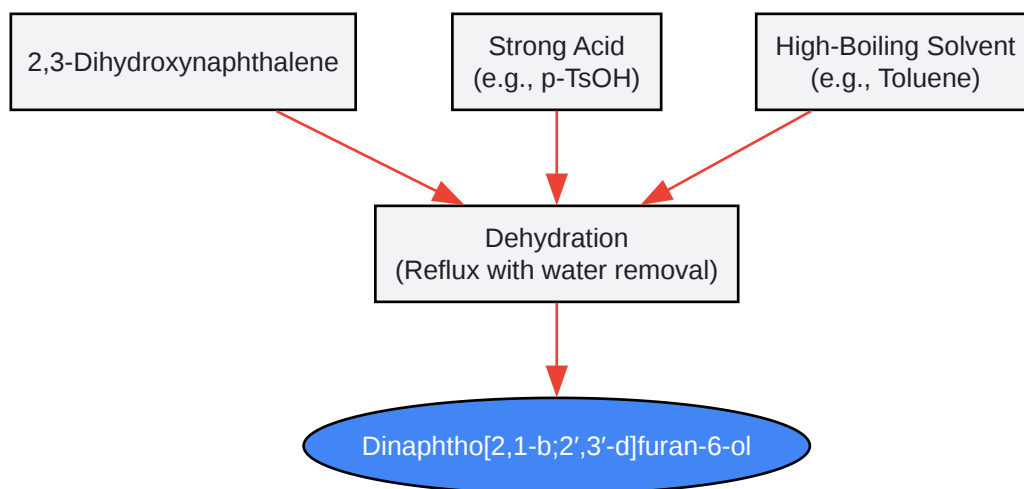 2,3-Dihydroxynaphthalene
Strong Acid
(e.g., p-TsOH)
High-Boiling Solvent
(e.g., Toluene)
Dehydration
(Reflux with water removal)
Dinaphtho[2,1-b;2′,3′-d]furan-6-ol